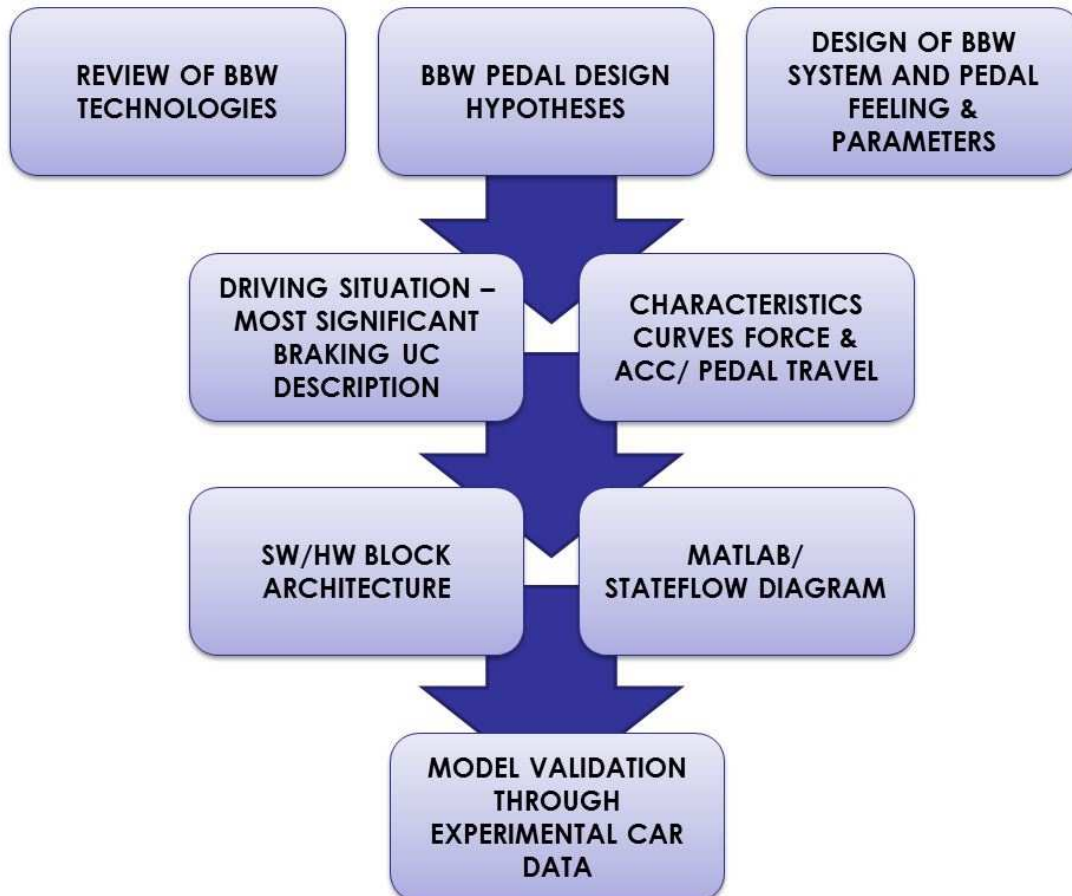 REVIEW OF BBW
TECHNOLOGIES
BBW PEDAL DESIGN
HYPOTHESES
DESIGN OF BBW
SYSTEM AND PEDAL
FEELING &
PARAMETERS
DRIVING SITUATION –
MOST SIGNIFICANT
BRAKING UC
DESCRIPTION
CHARACTERISTICS
CURVES FORCE &
ACC/ PEDAL TRAVEL
SW/HW BLOCK
ARCHITECTURE
MATLAB/
STATEFLOW DIAGRAM
MODEL VALIDATION
THROUGH
EXPERIMENTAL CAR
DATA